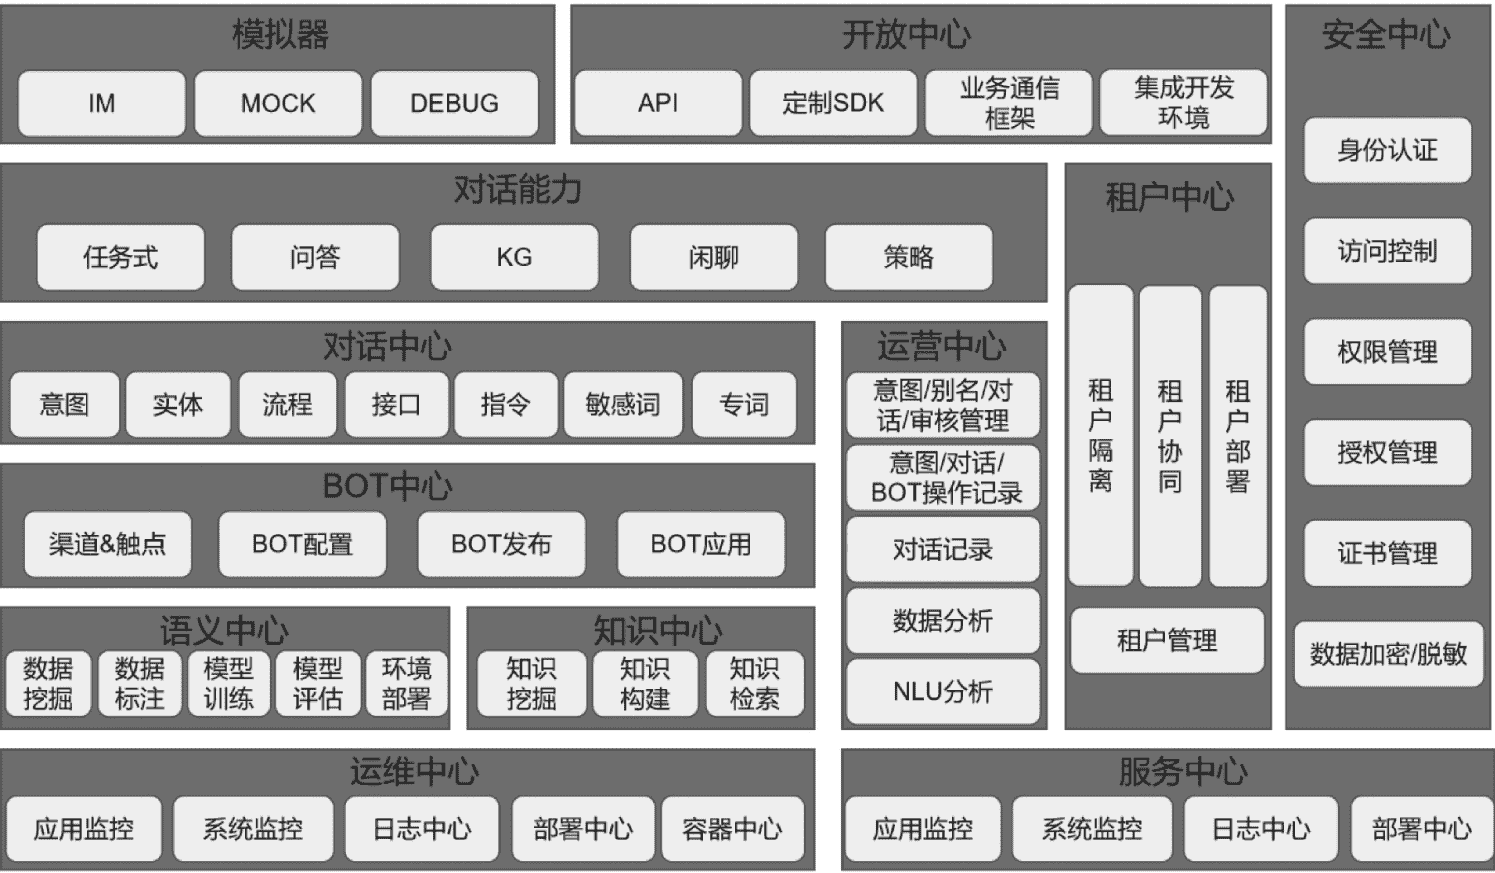 模拟器
IM
MOCK
DEBUG
开放中心
API
定制SDK
业务通信
框架
集成开发
环境
安全中心
身份认证
访问控制
权限管理
授权管理
证书管理
数据加密/脱敏
对话能力
任务式
问答
KG
闲聊
策略
租户中心
租户隔离
租户协同
租户部署
租户管理
对话中心
意图
实体
流程
接口
指令
敏感词
专词
运营中心
意图/别名/对
话/审核管理
意图/对话/
BOT操作记录
对话记录
数据分析
NLU分析
BOT中心
渠道&触点
BOT配置
BOT发布
BOT应用
语义中心
数据
挖掘
数据
标注
模型
训练
模型
评估
环境
部署
知识中心
知识
挖掘
知识
构建
知识
检索
运维中心
应用监控
系统监控
日志中心
部署中心
容器中心
服务中心
应用监控
系统监控
日志中心
部署中心